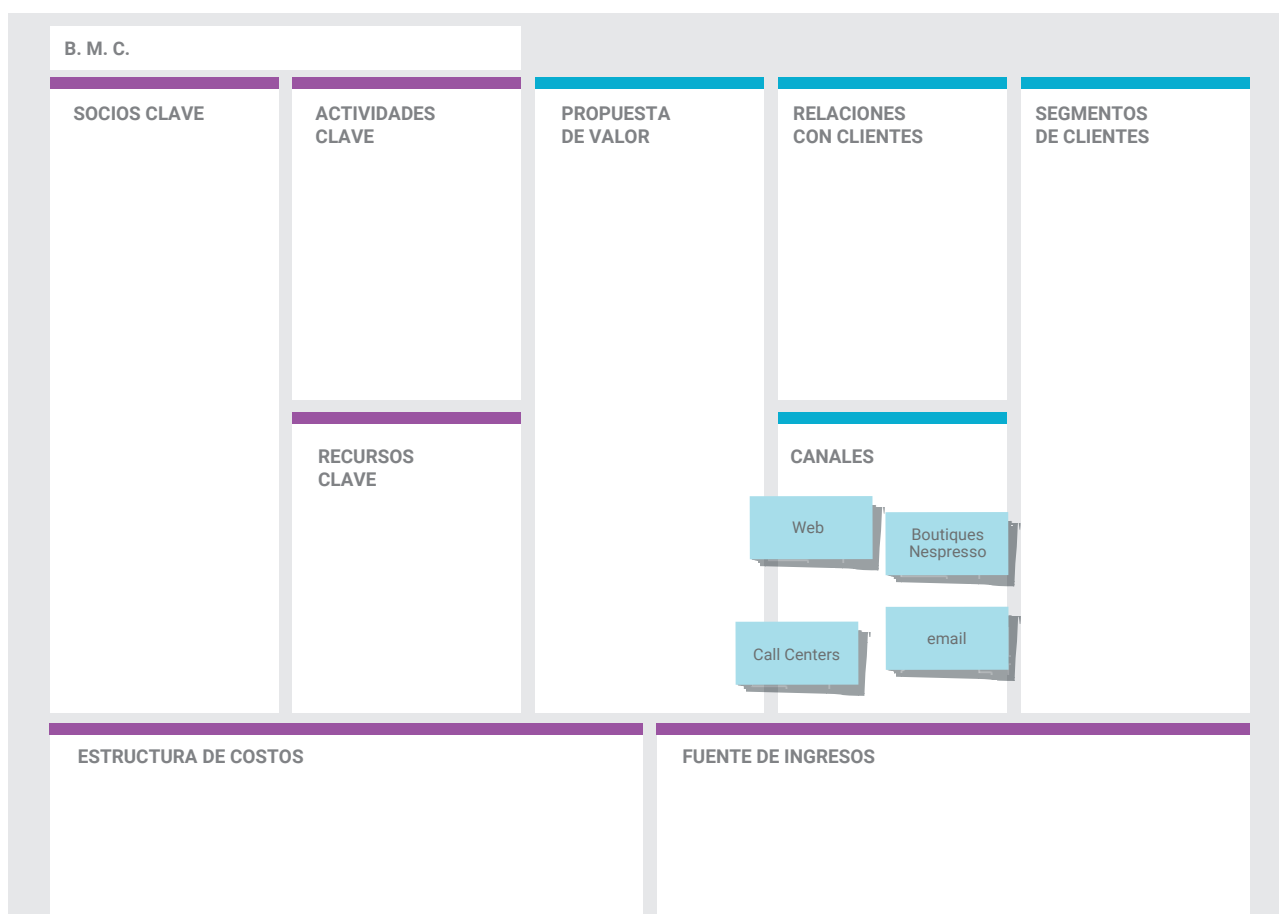 B. M. C.
SOCIOS CLAVE
ACTIVIDADES
CLAVE
PROPUESTA
DE VALOR
RELACIONES
CON CLIENTES
SEGMENTOS
DE CLIENTES
RECURSOS
CLAVE
CANALES
Web
Boutiques
Nespresso
Call Centers
email
ESTRUCTURA DE COSTOS
FUENTE DE INGRESOS